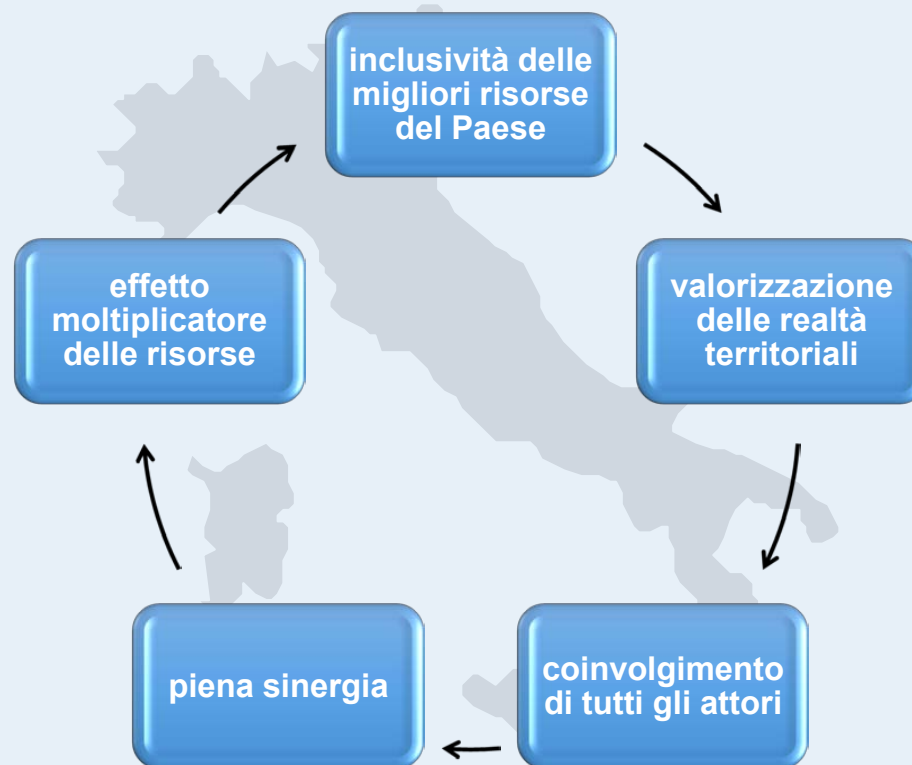 inclusività delle
migliori risorse
del Paese
valorizzazione
delle realtà
territoriali
coinvolgimento
di tutti gli attori
piena sinergia
effetto
moltiplicatore
delle risorse